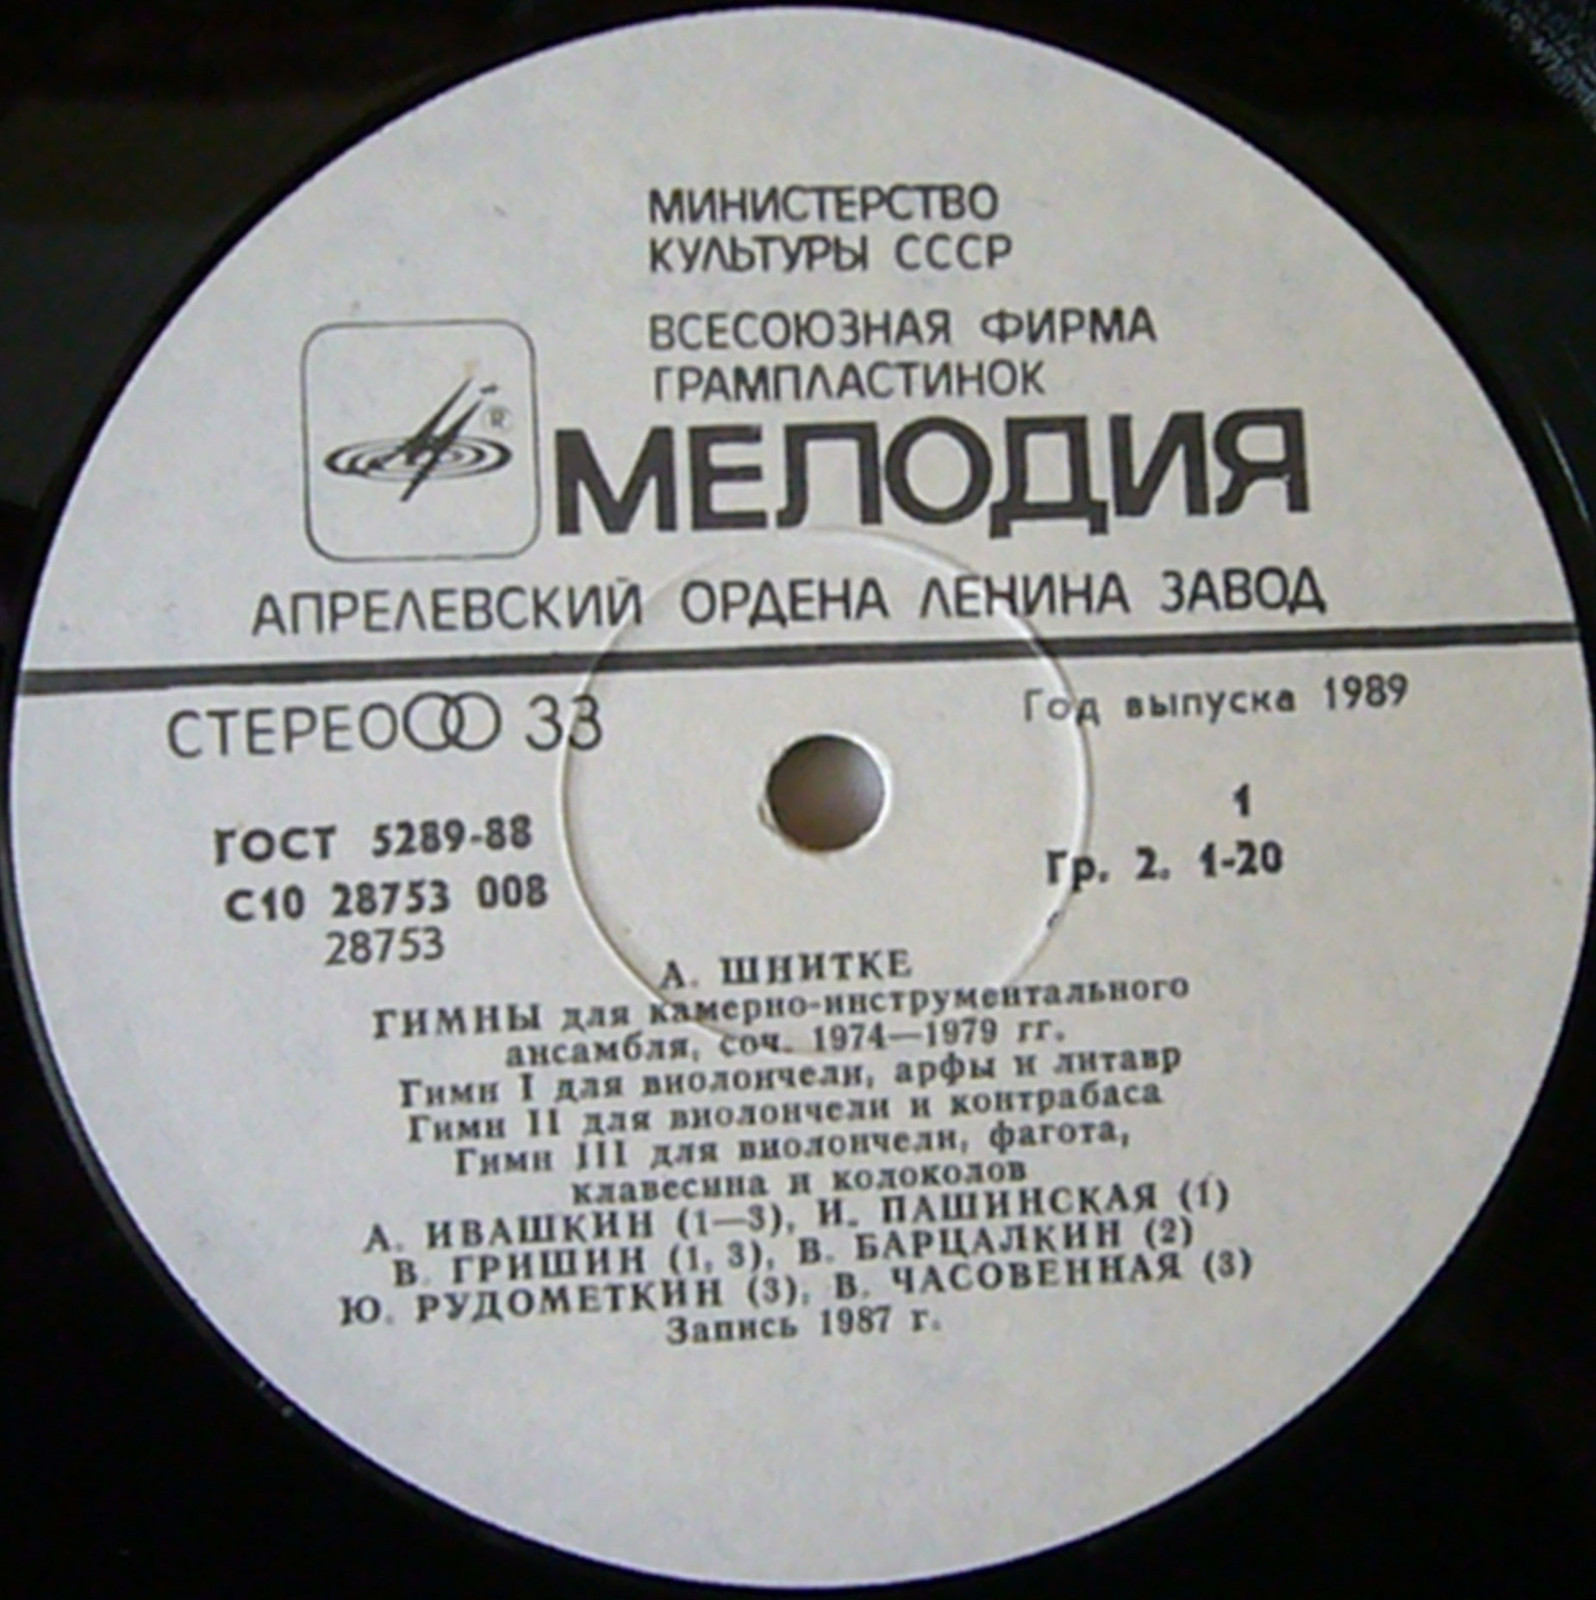 МИНИСТЕРСТВО
КУЛЬТУРЫ СССР
ВСЕСОЮЗНАЯ ФИРМА
ГРАМПЛАСТИНОК
®
МЕЛОДИЯ
АПРЕЛЕВСКИЙ ОРДЕНА ЛЕНИНА ЗАВОД
СТЕРЕО 33
Год выпуска 1989
ГОСТ 5289-88
1
С10 28753 008
Гр. 2. 1-20
28753
А. ШНИТКЕ
ГИМНЫ для камерно-инструментального
ансамбля, соч. 1974—1979 гг.
Гимн I для виолончели, арфы и литавр
Гимн II для виолончели и контрабаса
Гимн III для виолончели, фагота,
клавесина и колоколов
А. ИВАШКИН (1—3), И. ПАШИНСКАЯ (1)
В. ГРИШИН (1, 3), В. БАРЦАЛКИН (2)
Ю. РУДОМЕТКИН (3), В. ЧАСОВЕННАЯ (3)
Запись 1987 г.